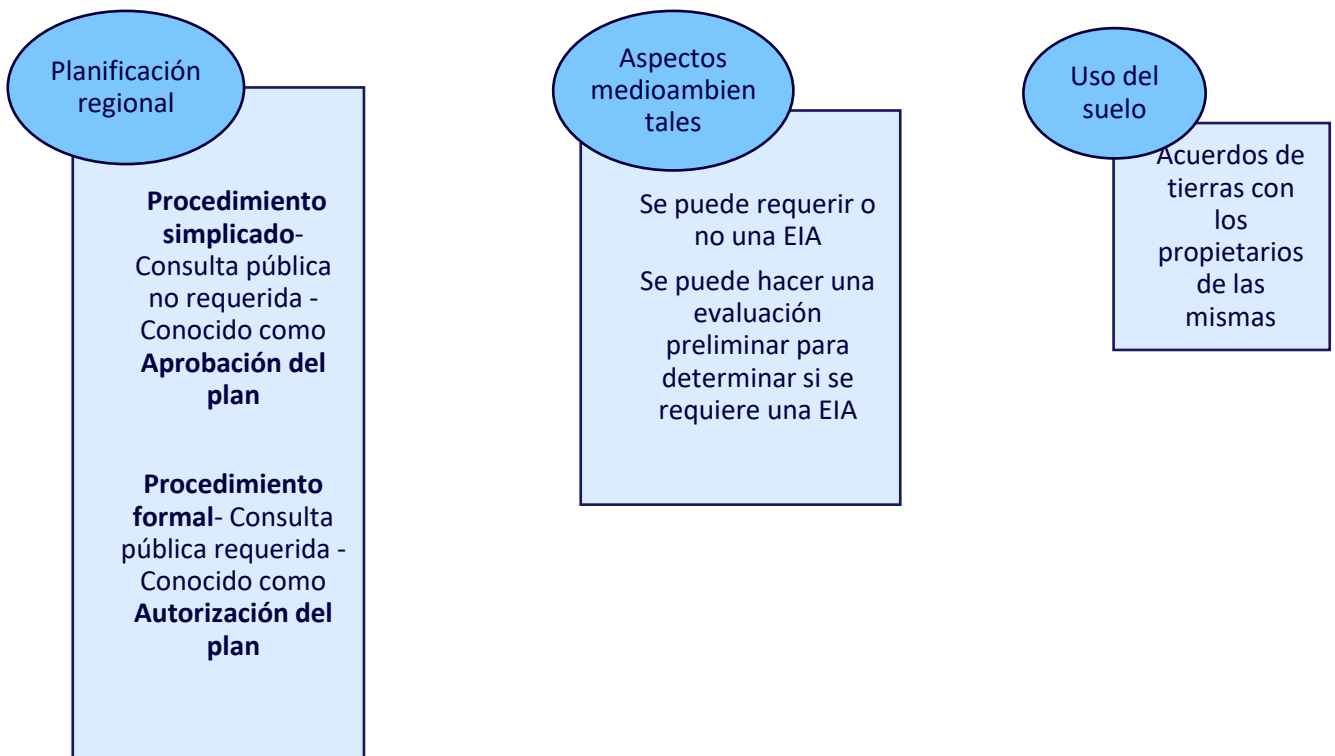 Planificación
regional
Procedimiento
simplicado-
Consulta pública
no requerida -
Conocido como
Aprobación del
plan
Procedimiento
formal- Consulta
pública requerida -
Conocido como
Autorización del
plan
Aspectos
medioambien
tales
Se puede requerir o
no una EIA
Se puede hacer una
evaluación
preliminar para
determinar si se
requiere una EIA
Uso del
suelo
Acuerdos de
tierras con
los
propietarios
de las
mismas